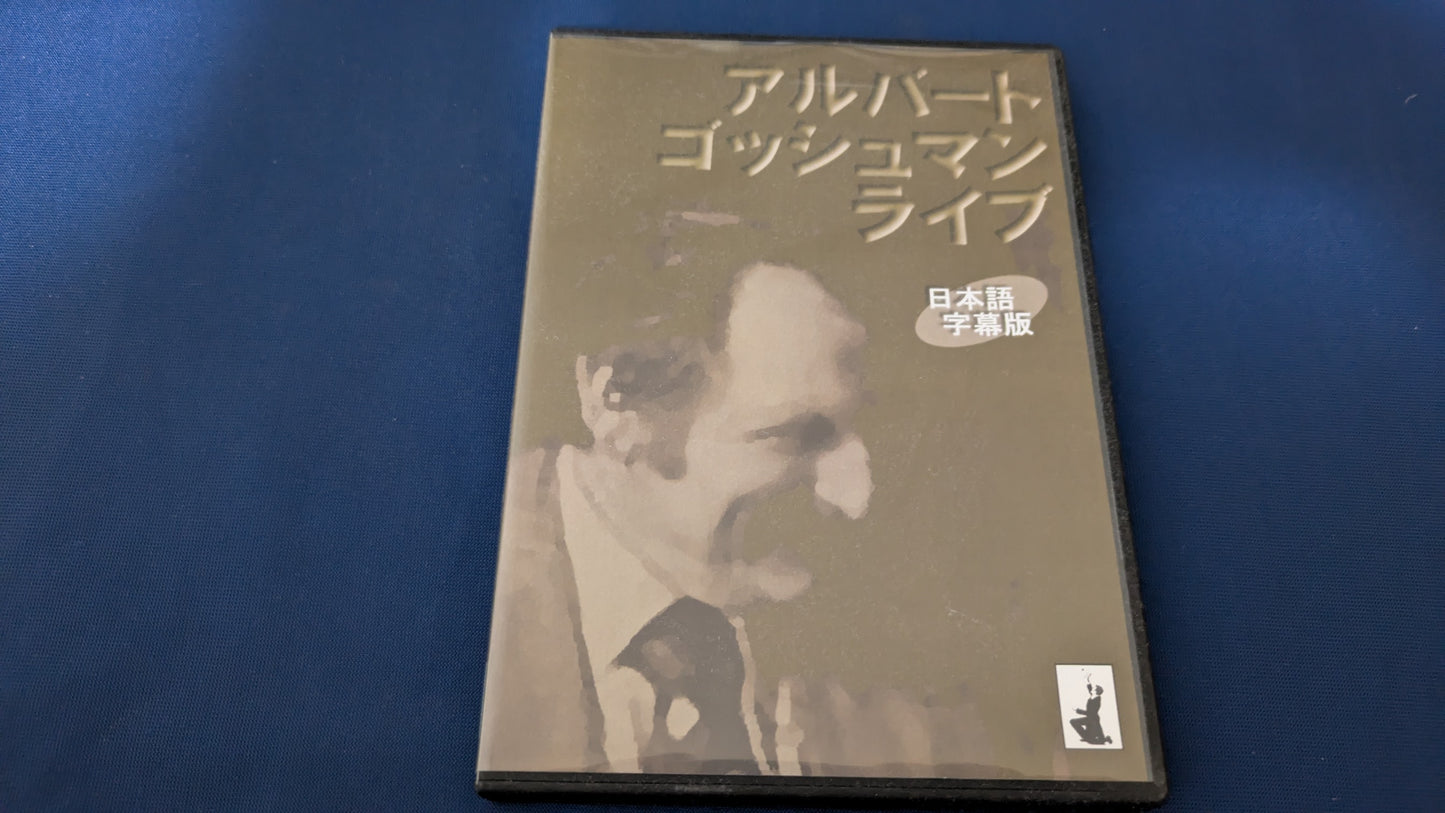 アルバート
ゴッシュマン
ライブ
日本語
字幕版